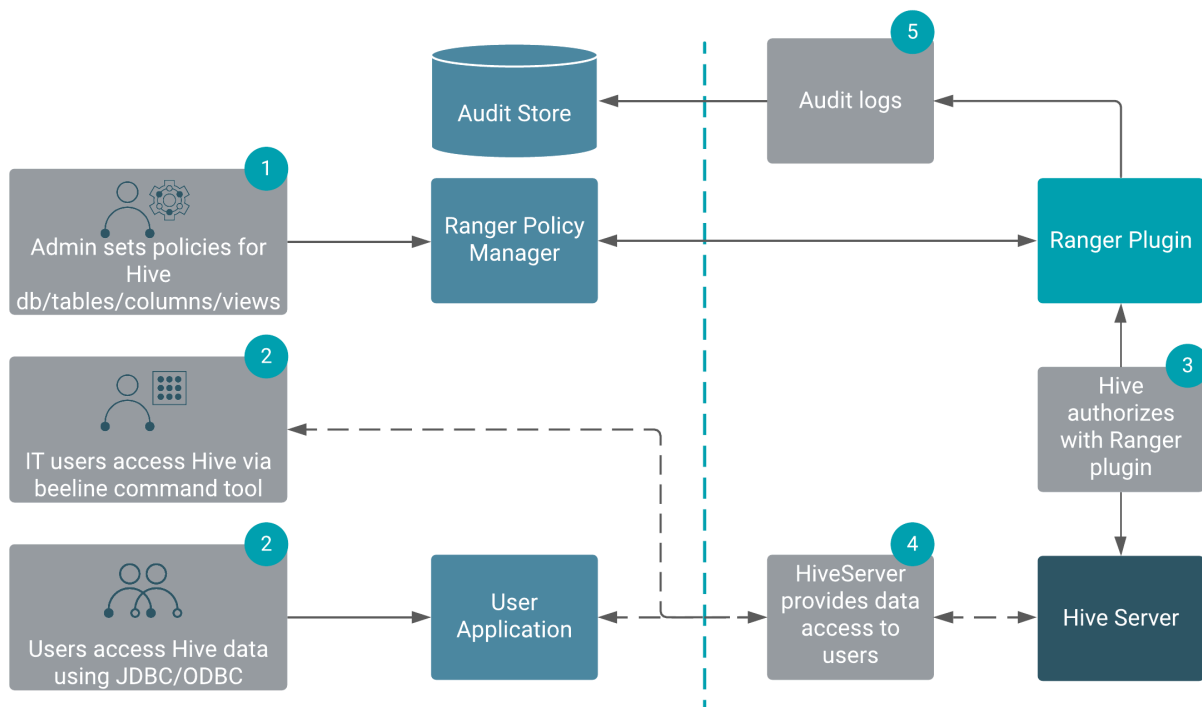 5
Audit Store
Audit logs
1
Admin sets policies for
Hive
db/tables/columns/views
Ranger Policy
Manager
Ranger Plugin
2
IT users access Hive via
beeline command tool
3
Hive
authorizes
with Ranger
plugin
2
Users access Hive data
using JDBC/ODBC
User
Application
4
HiveServer
provides data
access to
users
Hive Server